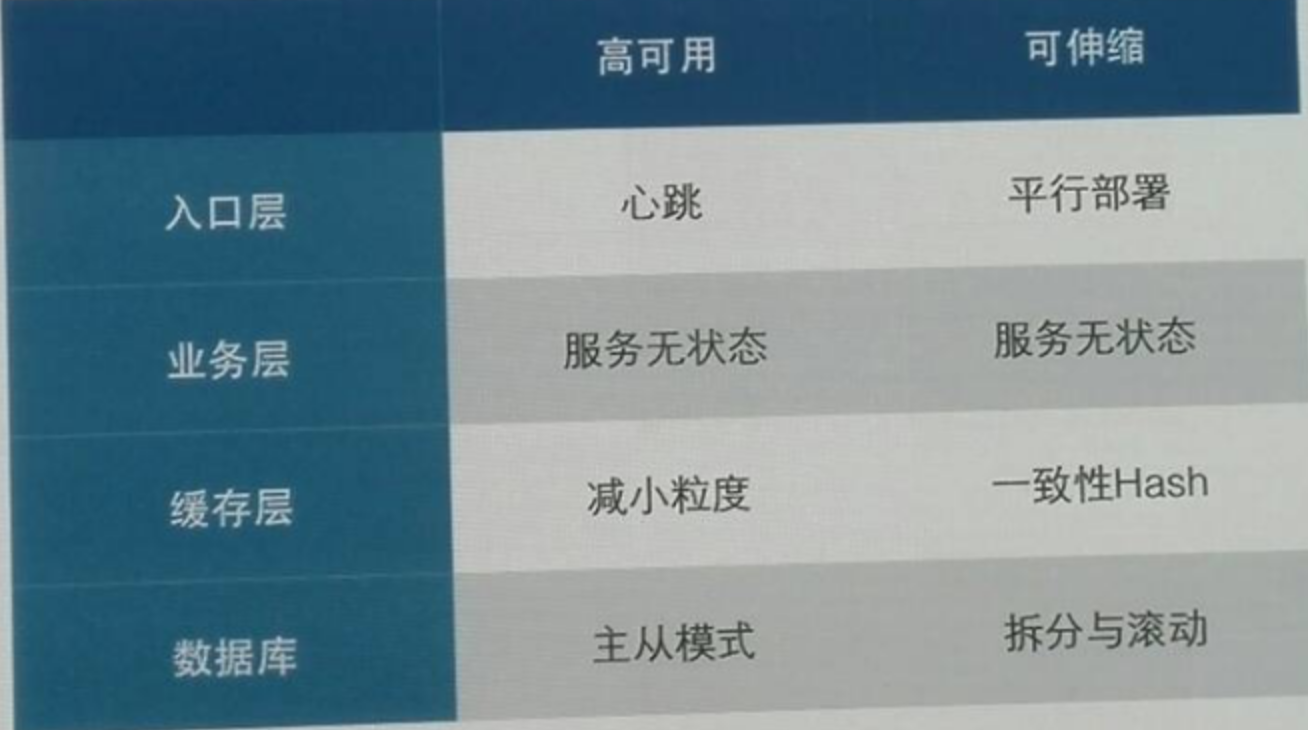 高可用 可伸缩
入口层 心跳 平行部署
业务层 服务无状态 服务无状态
缓存层 减小粒度 一致性Hash
数据库 主从模式 拆分与滚动